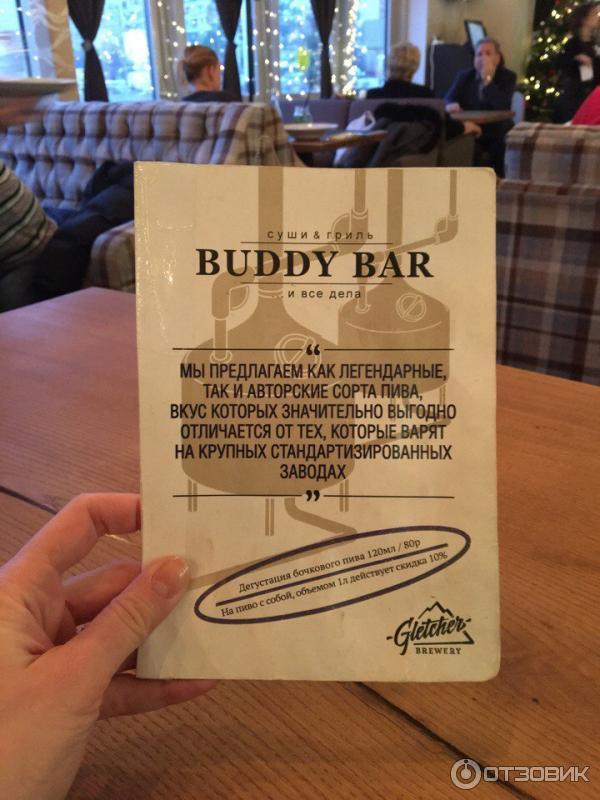 суши & гриль
BUDDY BAR
... и все дела
“
МЫ ПРЕДЛАГАЕМ КАК ЛЕГЕНДАРНЫЕ,
ТАК И АВТОРСКИЕ СОРТА ПИВА,
ВКУС КОТОРЫХ ЗНАЧИТЕЛЬНО ВЫГОДНО
ОТЛИЧАЕТСЯ ОТ ТЕХ, КОТОРЫЕ ВАРЯТ
НА КРУПНЫХ СТАНДАРТИЗИРОВАННЫХ
ЗАВОДАХ
”
Дегустация бочкового пива 120мл / 80р
На пиво с собой, объемом 1л действует скидка 10%
-Gletcher-
BREWERY
ОТЗОВИК